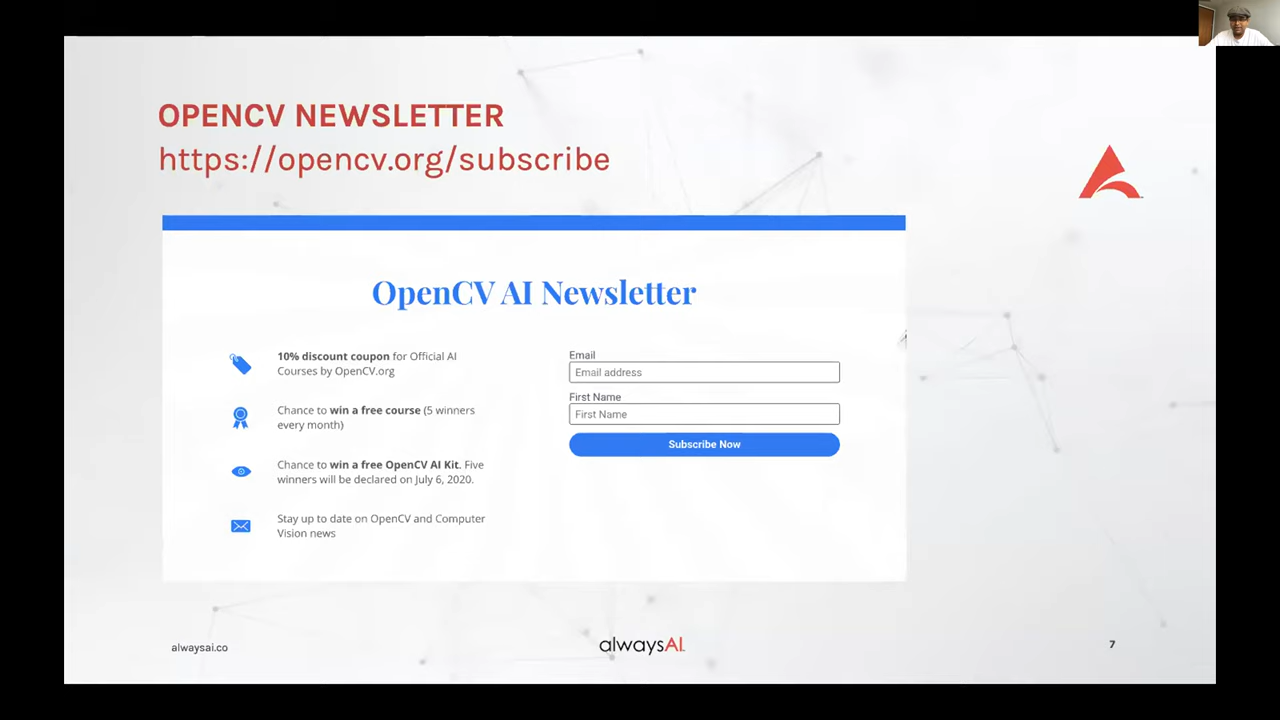 OPENCV NEWSLETTER
https://opencv.org/subscribe
OpenCV AI Newsletter
10% discount coupon for Official AI
Courses by OpenCV.org
Chance to win a free course (5 winners
every month)
Chance to win a free OpenCV AI Kit. Five
winners will be declared on July 6, 2020.
Stay up to date on OpenCV and Computer
Vision news
Email
Email address
First Name
First Name
Subscribe Now
alwaysai.co
alwaysAI
7